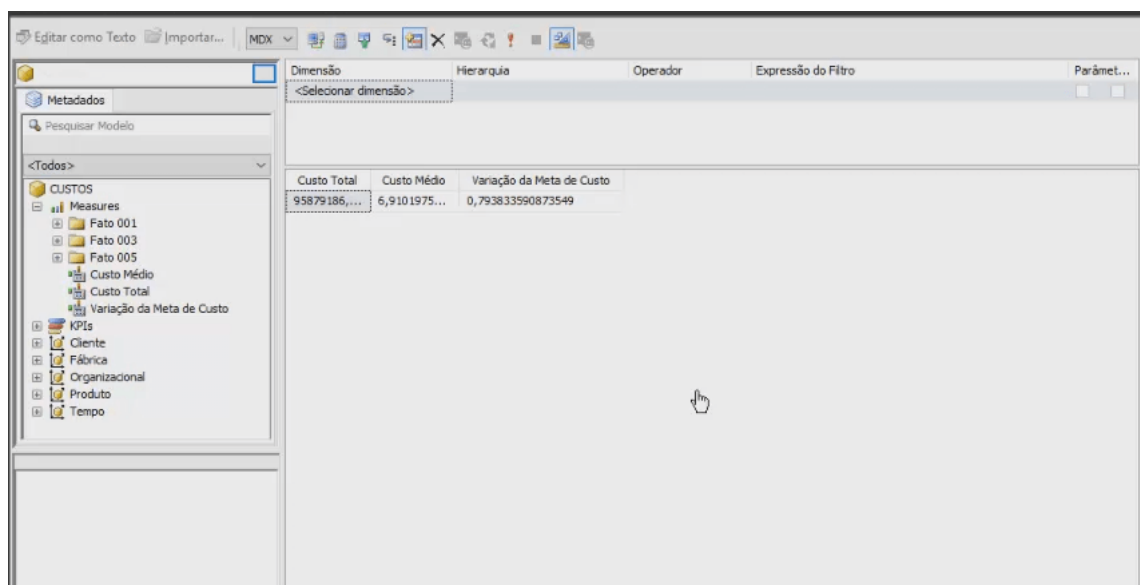 Editar como Texto Importar... MDX
Dimensão Hierarquia Operador Expressão do Filtro Parâmet...
<Selecionar dimensão>
Metadados
Pesquisar Modelo
<Todos>
Custo Total Custo Médio Variação da Meta de Custo
95879186,... 6,9101975... 0,793833590873549
CUSTOS
Measures
Fato 001
Fato 003
Fato 005
Custo Médio
Custo Total
Variação da Meta de Custo
KPIs
Cliente
Fábrica
Organizacional
Produto
Tempo